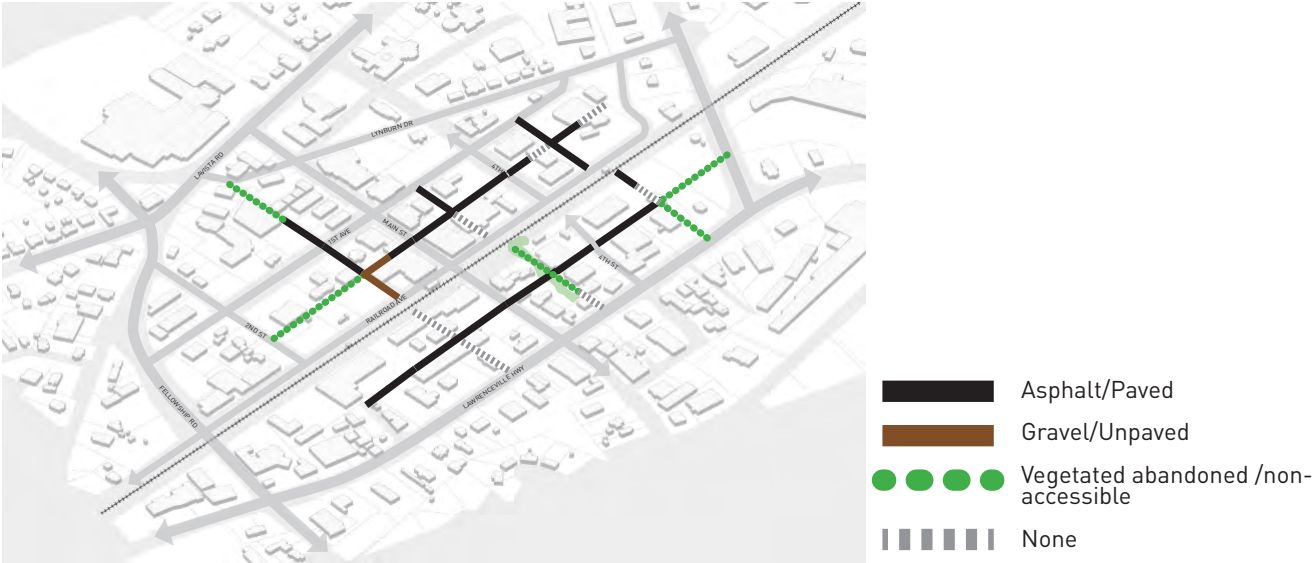 LYNBURN DR
LAVISTA RD
4TH
1ST AVE
MAIN ST
4TH ST
RAILROAD AVE
2ND ST
FELLOWSHIP RD
LAWRENCEVILLE HWY
Asphalt/Paved
Gravel/Unpaved
Vegetated abandoned /non-
accessible
None